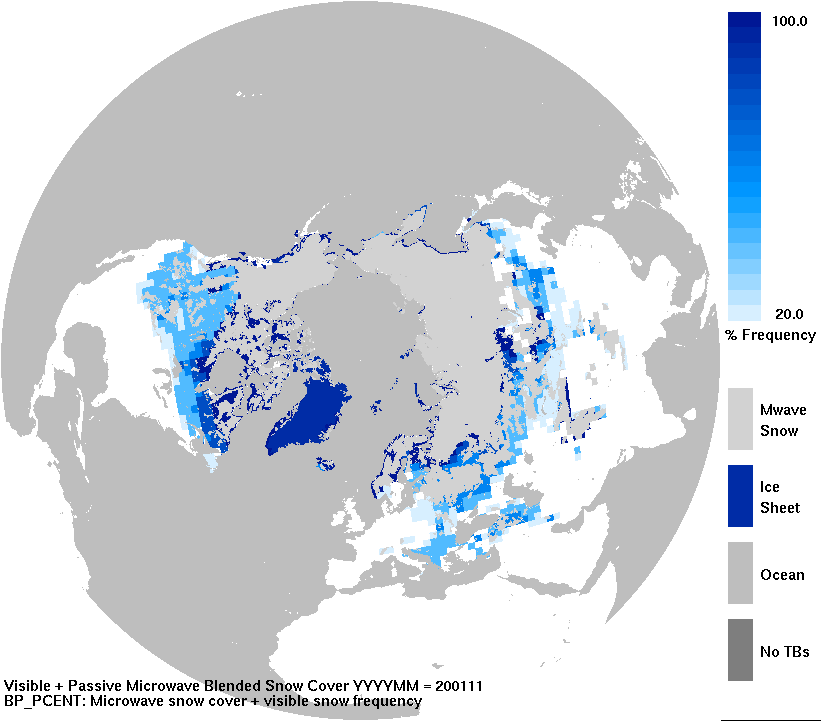 100.0
20.0
% Frequency
Mwave
Snow
Ice
Sheet
Ocean
No TBs
Visible + Passive Microwave Blended Snow Cover YYYYMM = 200111
BP_PCENT: Microwave snow cover + visible snow frequency